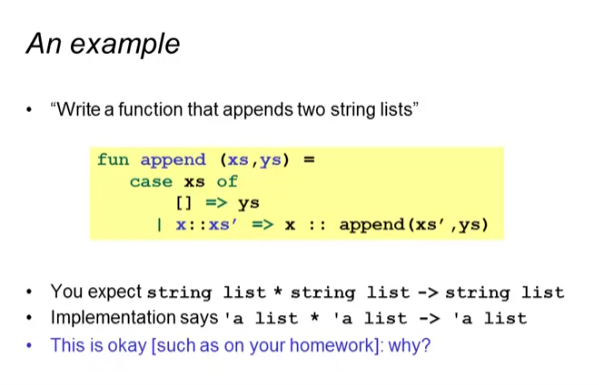 An example
• “Write a function that appends two string lists”
fun append (xs,ys) =
case xs of
[] => ys
| x::xs’ => x :: append(xs’,ys)
• You expect string list * string list -> string list
• Implementation says 'a list * 'a list -> 'a list
• This is okay [such as on your homework]: why?